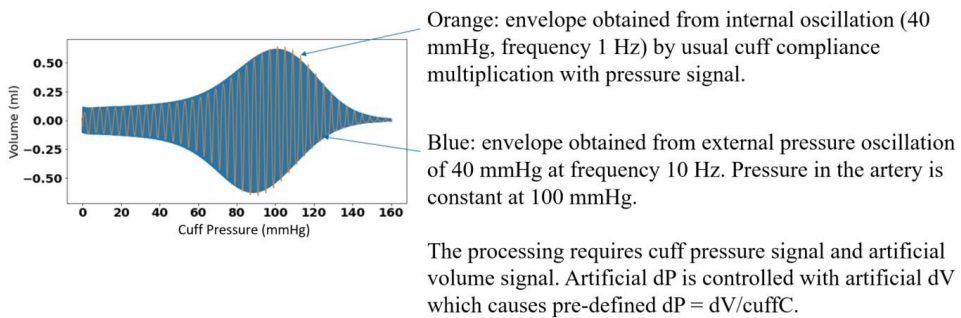 Orange: envelope obtained from internal oscillation (40
mmHg, frequency 1 Hz) by usual cuff compliance
multiplication with pressure signal.
Volume (ml)
0.50
0.25
0.00
−0.25
−0.50
0 20 40 60 80 100 120 140 160
Cuff Pressure (mmHg)
Blue: envelope obtained from external pressure oscillation
of 40 mmHg at frequency 10 Hz. Pressure in the artery is
constant at 100 mmHg.
The processing requires cuff pressure signal and artificial
volume signal. Artificial dP is controlled with artificial dV
which causes pre-defined dP = dV/cuffC.